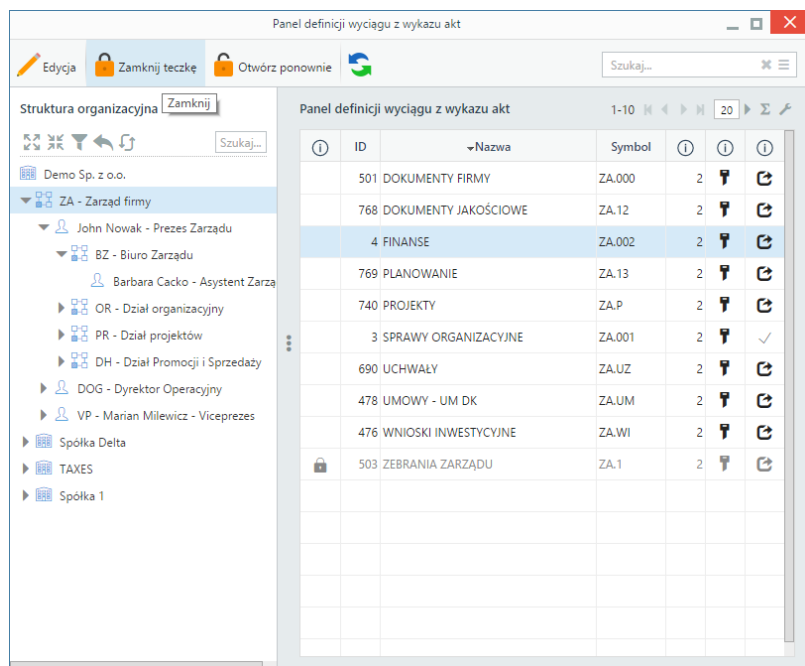 Panel definicji wyciągu z wykazu akt
Edycja
Zamknij teczkę
Otwórz ponownie
Szukaj...
Struktura organizacyjna
Zamknij
Szukaj...
Demo Sp. z o.o.
ZA - Zarząd firmy
John Nowak - Prezes Zarządu
BZ - Biuro Zarządu
Barbara Cacko - Asystent Zarzą
OR - Dział organizacyjny
PR - Dział projektów
DH - Dział Promocji i Sprzedaży
DOG - Dyrektor Operacyjny
VP - Marian Milewicz - Viceprezes
Spółka Delta
TAXES
Spółka 1
Panel definicji wyciągu z wykazu akt
1-10 20 Σ
ID Nazwa Symbol
501 DOKUMENTY FIRMY ZA.000 2
768 DOKUMENTY JAKOŚCIOWE ZA.12 2
4 FINANSE ZA.002 2
769 PLANOWANIE ZA.13 2
740 PROJEKTY ZA.P 2
3 SPRAWY ORGANIZACYJNE ZA.001 2
690 UCHWAŁY ZA.UZ 2
478 UMOWY - UM DK ZA.UM 2
476 WNIOSKI INWESTYCYJNE ZA.WI 2
503 ZEBRANIA ZARZĄDU ZA.1 2